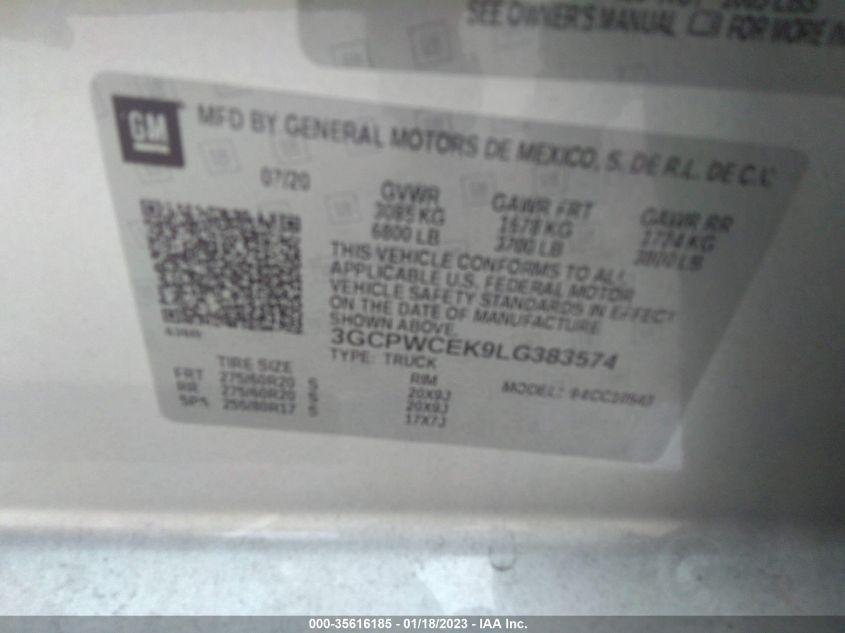 SEE OWNER'S MANUAL FOR MORE
GM
MFD BY GENERAL MOTORS DE MEXICO, S. DE R.L. DE C.V.
07/20
GVWR GAWR FRT GAWR RR
3085 KG 1678 KG 1724 KG
6800 LB 3700 LB 3800 LB
THIS VEHICLE CONFORMS TO ALL
APPLICABLE U.S. FEDERAL MOTOR
VEHICLE SAFETY STANDARDS IN EFFECT
ON THE DATE OF MANUFACTURE
SHOWN ABOVE.
3GCPWCEK9LG383574
TYPE: TRUCK
MODEL:
TIRE SIZE RIM
FRT 275/60R20 S 20X9J
RR 275/60R20 S 20X9J
SPS 255/80R17 S 17X7J
000-35616185 - 01/18/2023 - IAA Inc.